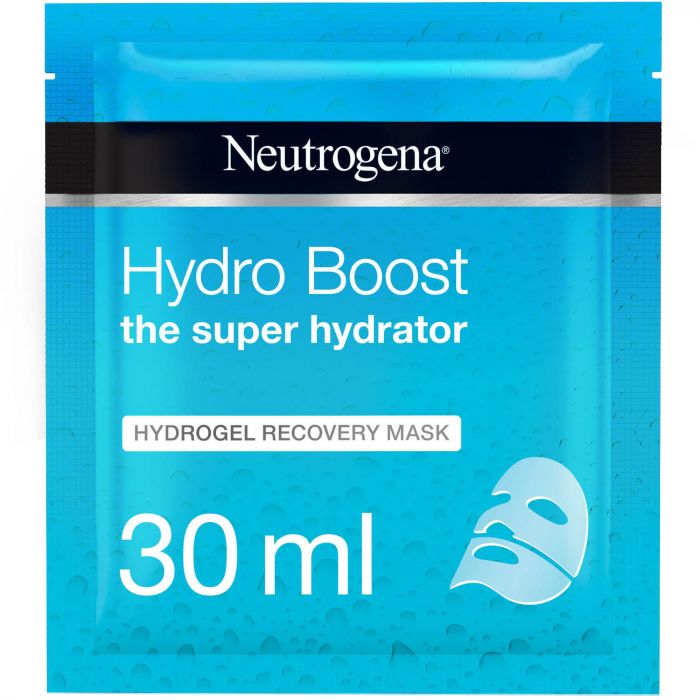 Neutrogena®
Hydro Boost
the super hydrator
HYDROGEL RECOVERY MASK
30 ml